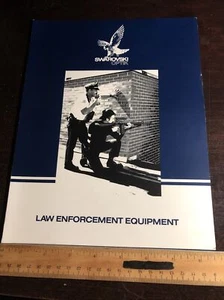 SWAROVSKI
OPTIK
LAW ENFORCEMENT EQUIPMENT